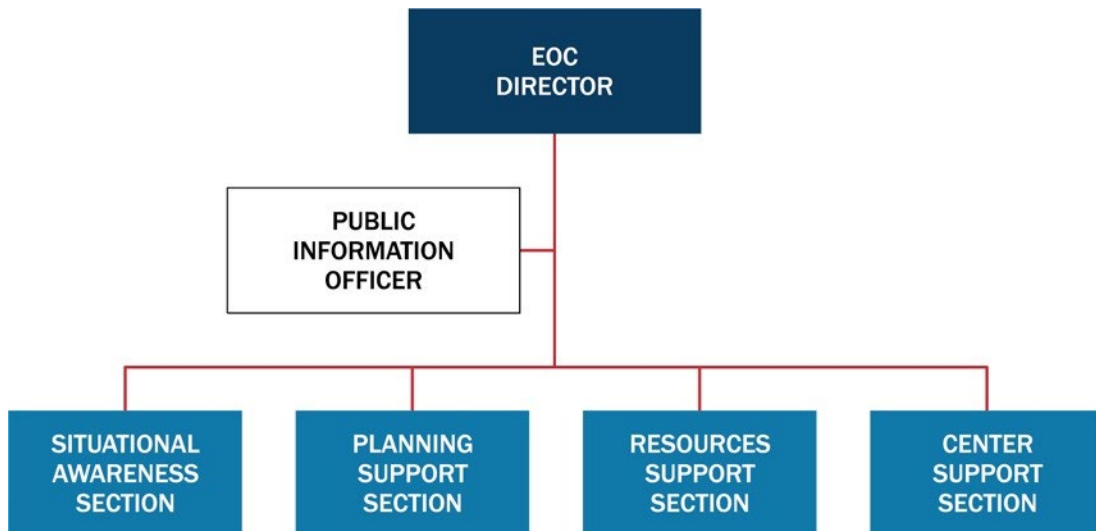 EOC
DIRECTOR
PUBLIC
INFORMATION
OFFICER
SITUATIONAL
AWARENESS
SECTION
PLANNING
SUPPORT
SECTION
RESOURCES
SUPPORT
SECTION
CENTER
SUPPORT
SECTION